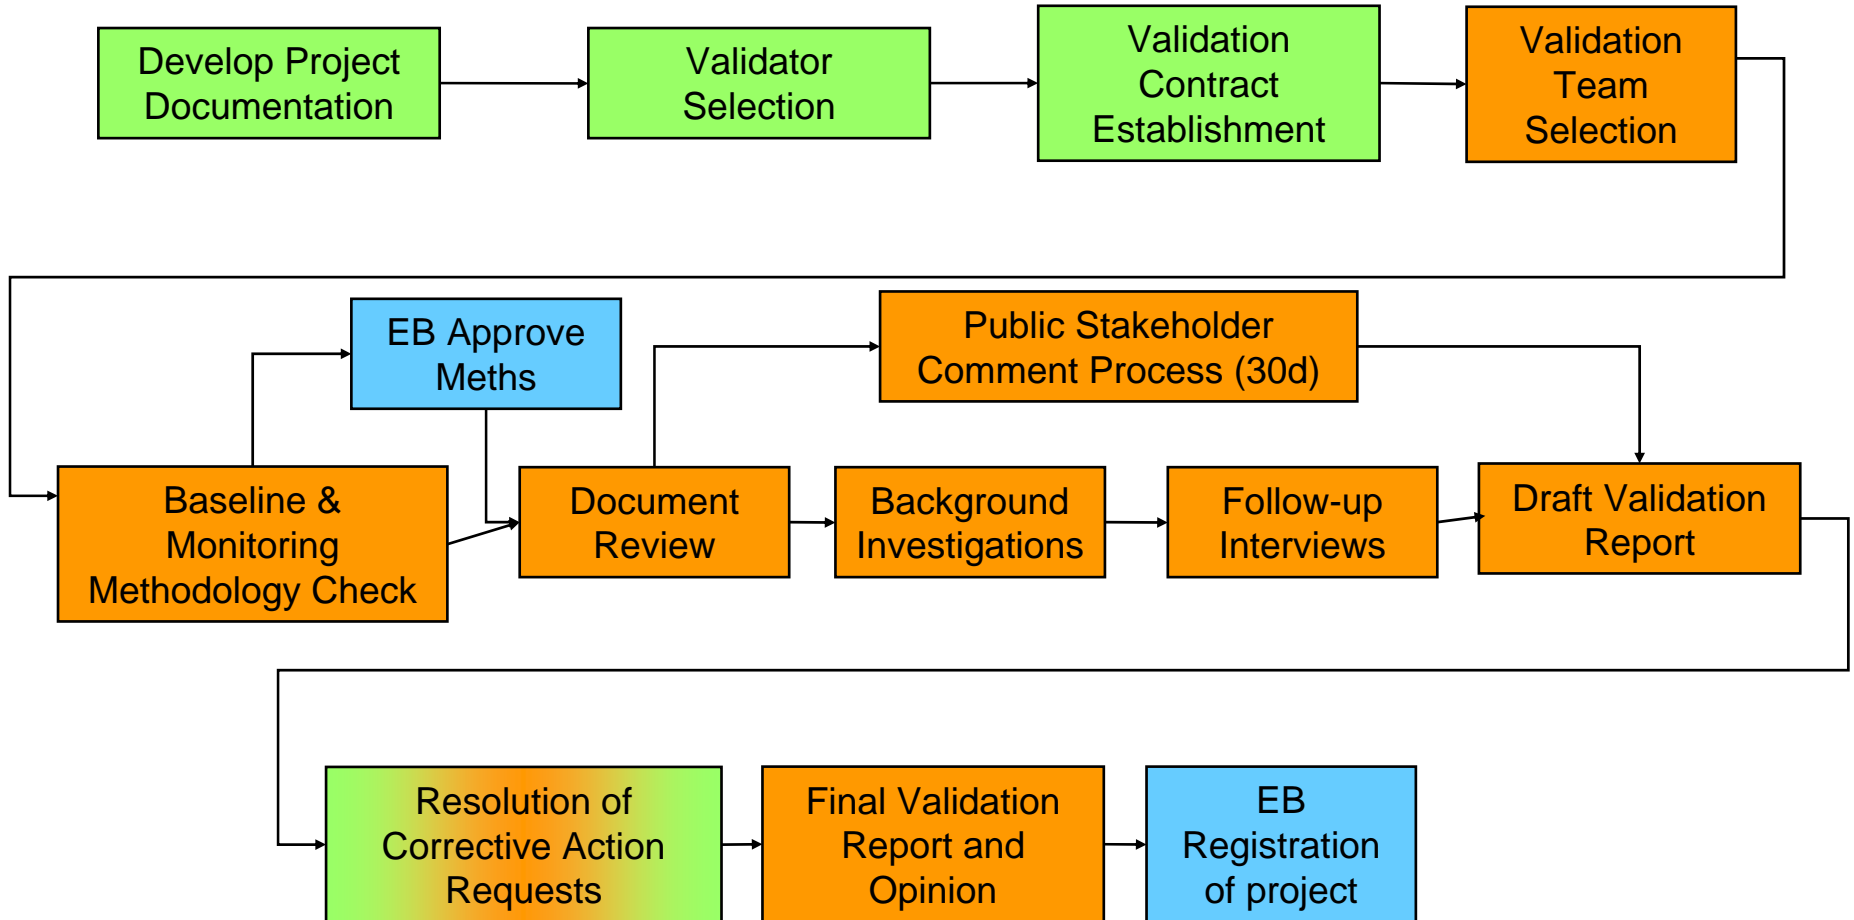 Develop Project
Documentation
Validator
Selection
Validation
Contract
Establishment
Validation
Team
Selection
EB Approve
Meths
Public Stakeholder
Comment Process (30d)
Baseline &
Monitoring
Methodology Check
Document
Review
Background
Investigations
Follow-up
Interviews
Draft Validation
Report
Resolution of
Corrective Action
Requests
Final Validation
Report and
Opinion
EB
Registration
of project